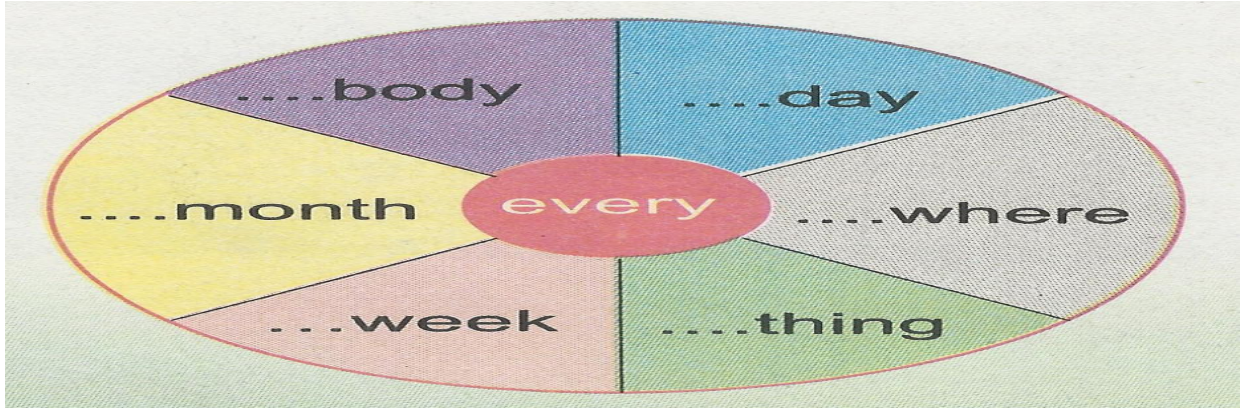 ....body
....day
....month
every
....where
...week
....thing